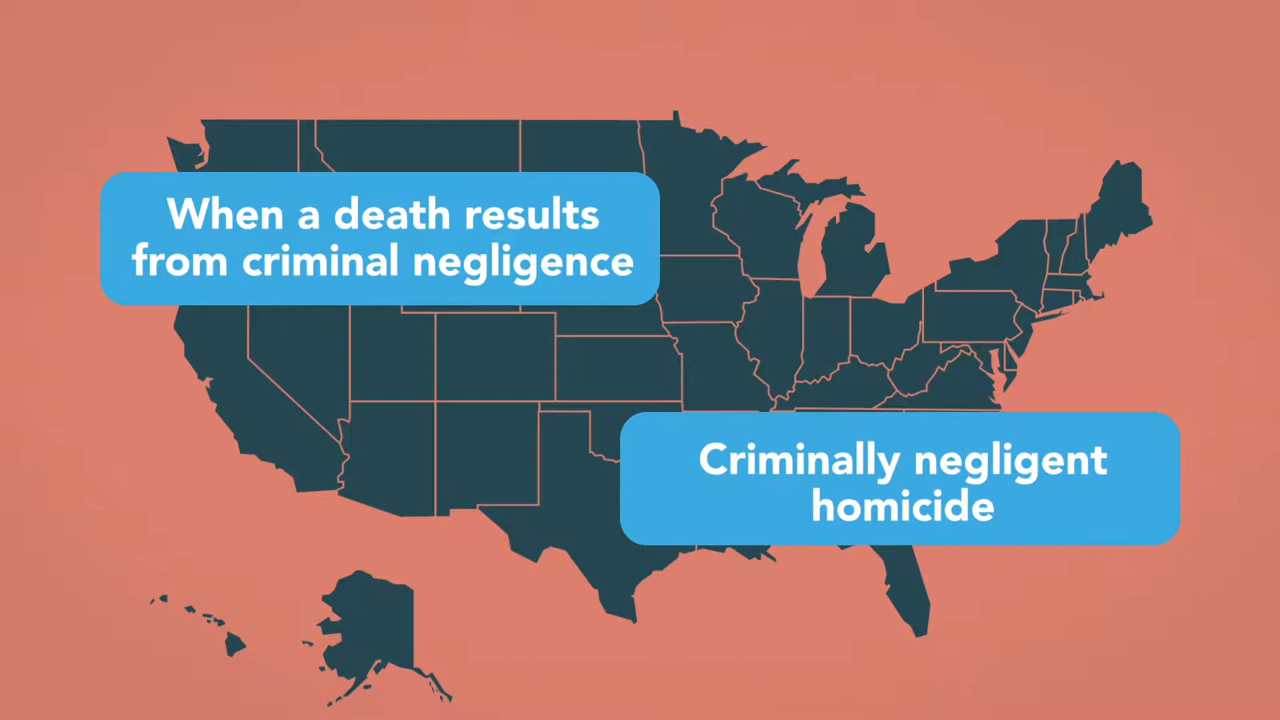 When a death results
from criminal negligence
Criminally negligent
homicide